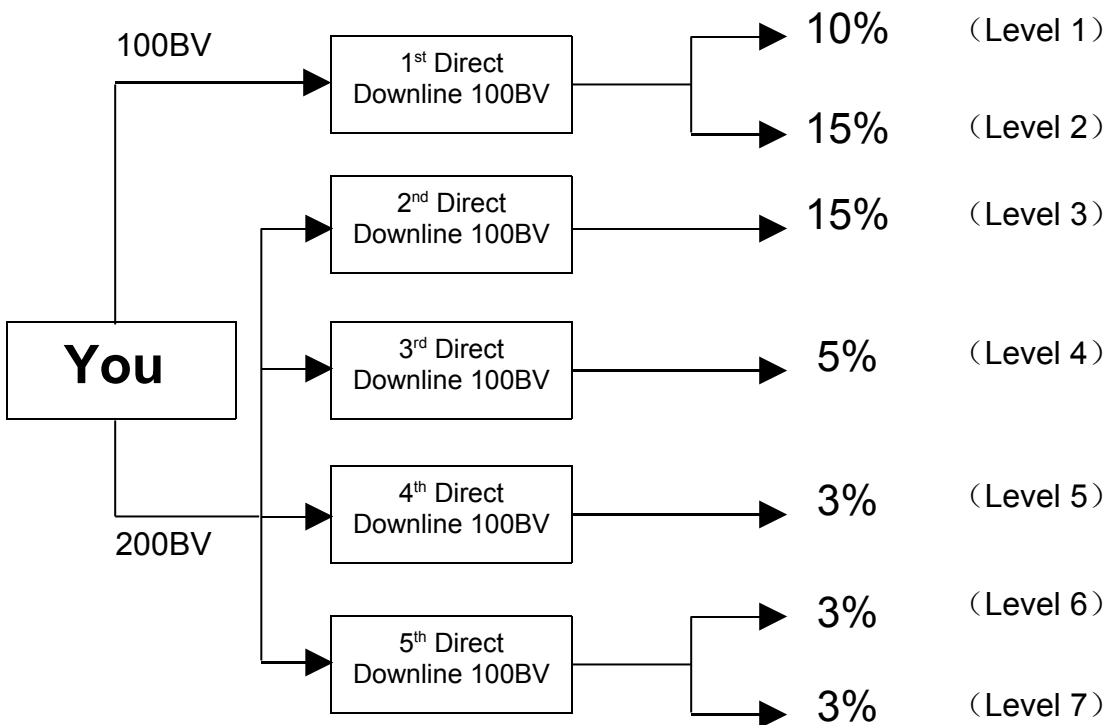 100BV
1st Direct
Downline 100BV
10% （Level 1）
15% （Level 2）
2nd Direct
Downline 100BV
15% （Level 3）
You
3rd Direct
Downline 100BV
5% （Level 4）
200BV
4th Direct
Downline 100BV
3% （Level 5）
5th Direct
Downline 100BV
3% （Level 6）
3% （Level 7）